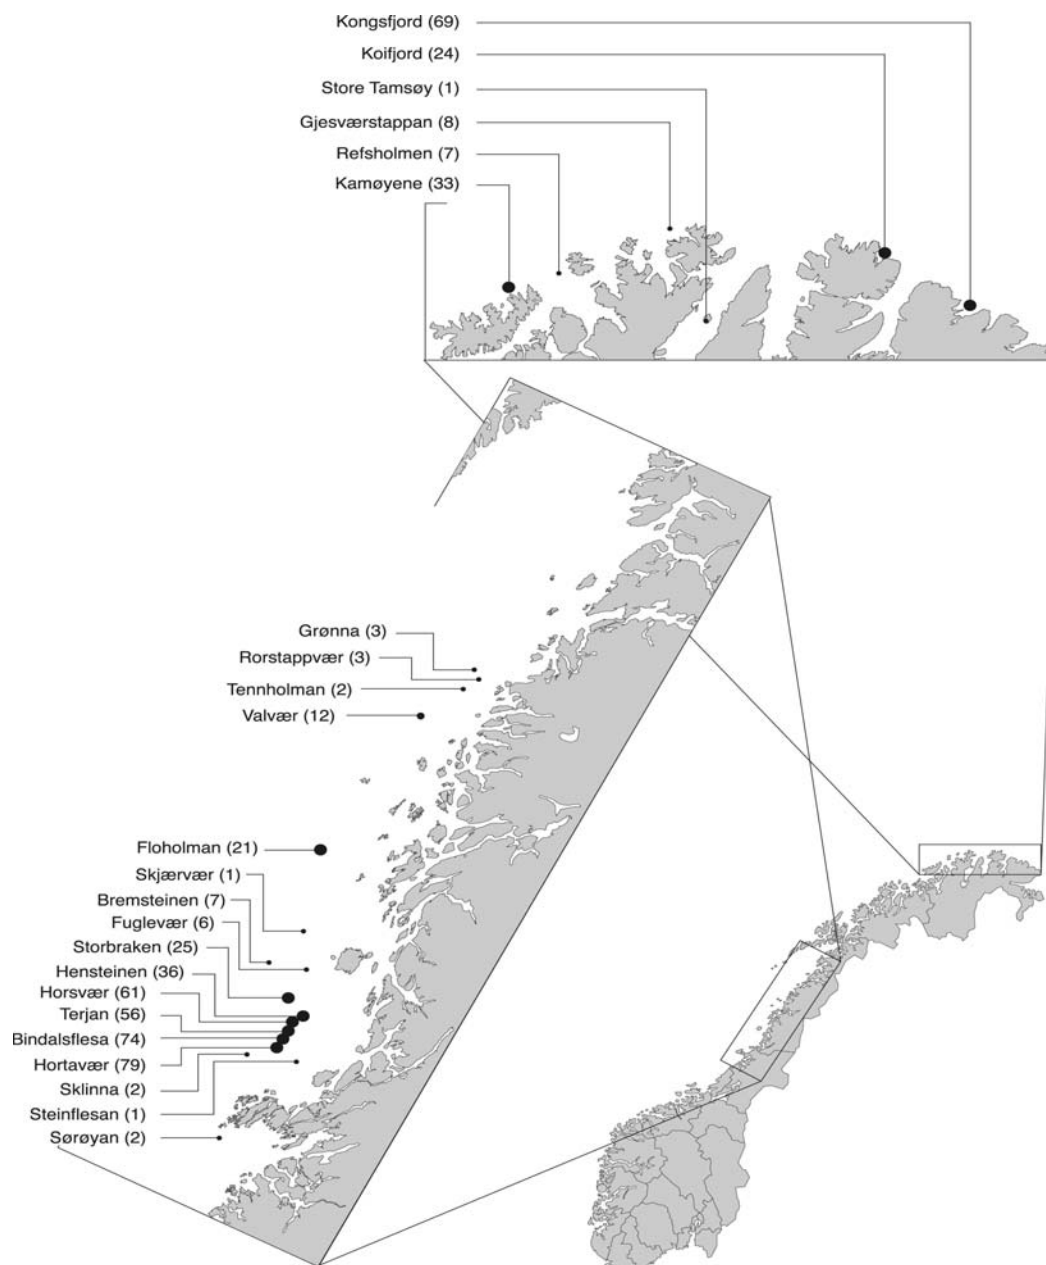 Kongsfjord (69)
Koifjord (24)
Store Tamsøy (1)
Gjesværstappan (8)
Refsholmen (7)
Kamøyene (33)
Grønna (3)
Rorstappvær (3)
Tennholman (2)
Valvær (12)
Floholman (21)
Skjærvær (1)
Bremsteinen (7)
Fuglevær (6)
Storbraken (25)
Hensteinen (36)
Horsvær (61)
Terjan (56)
Bindalsflesa (74)
Hortavær (79)
Sklinna (2)
Steinflesan (1)
Sørøyan (2)